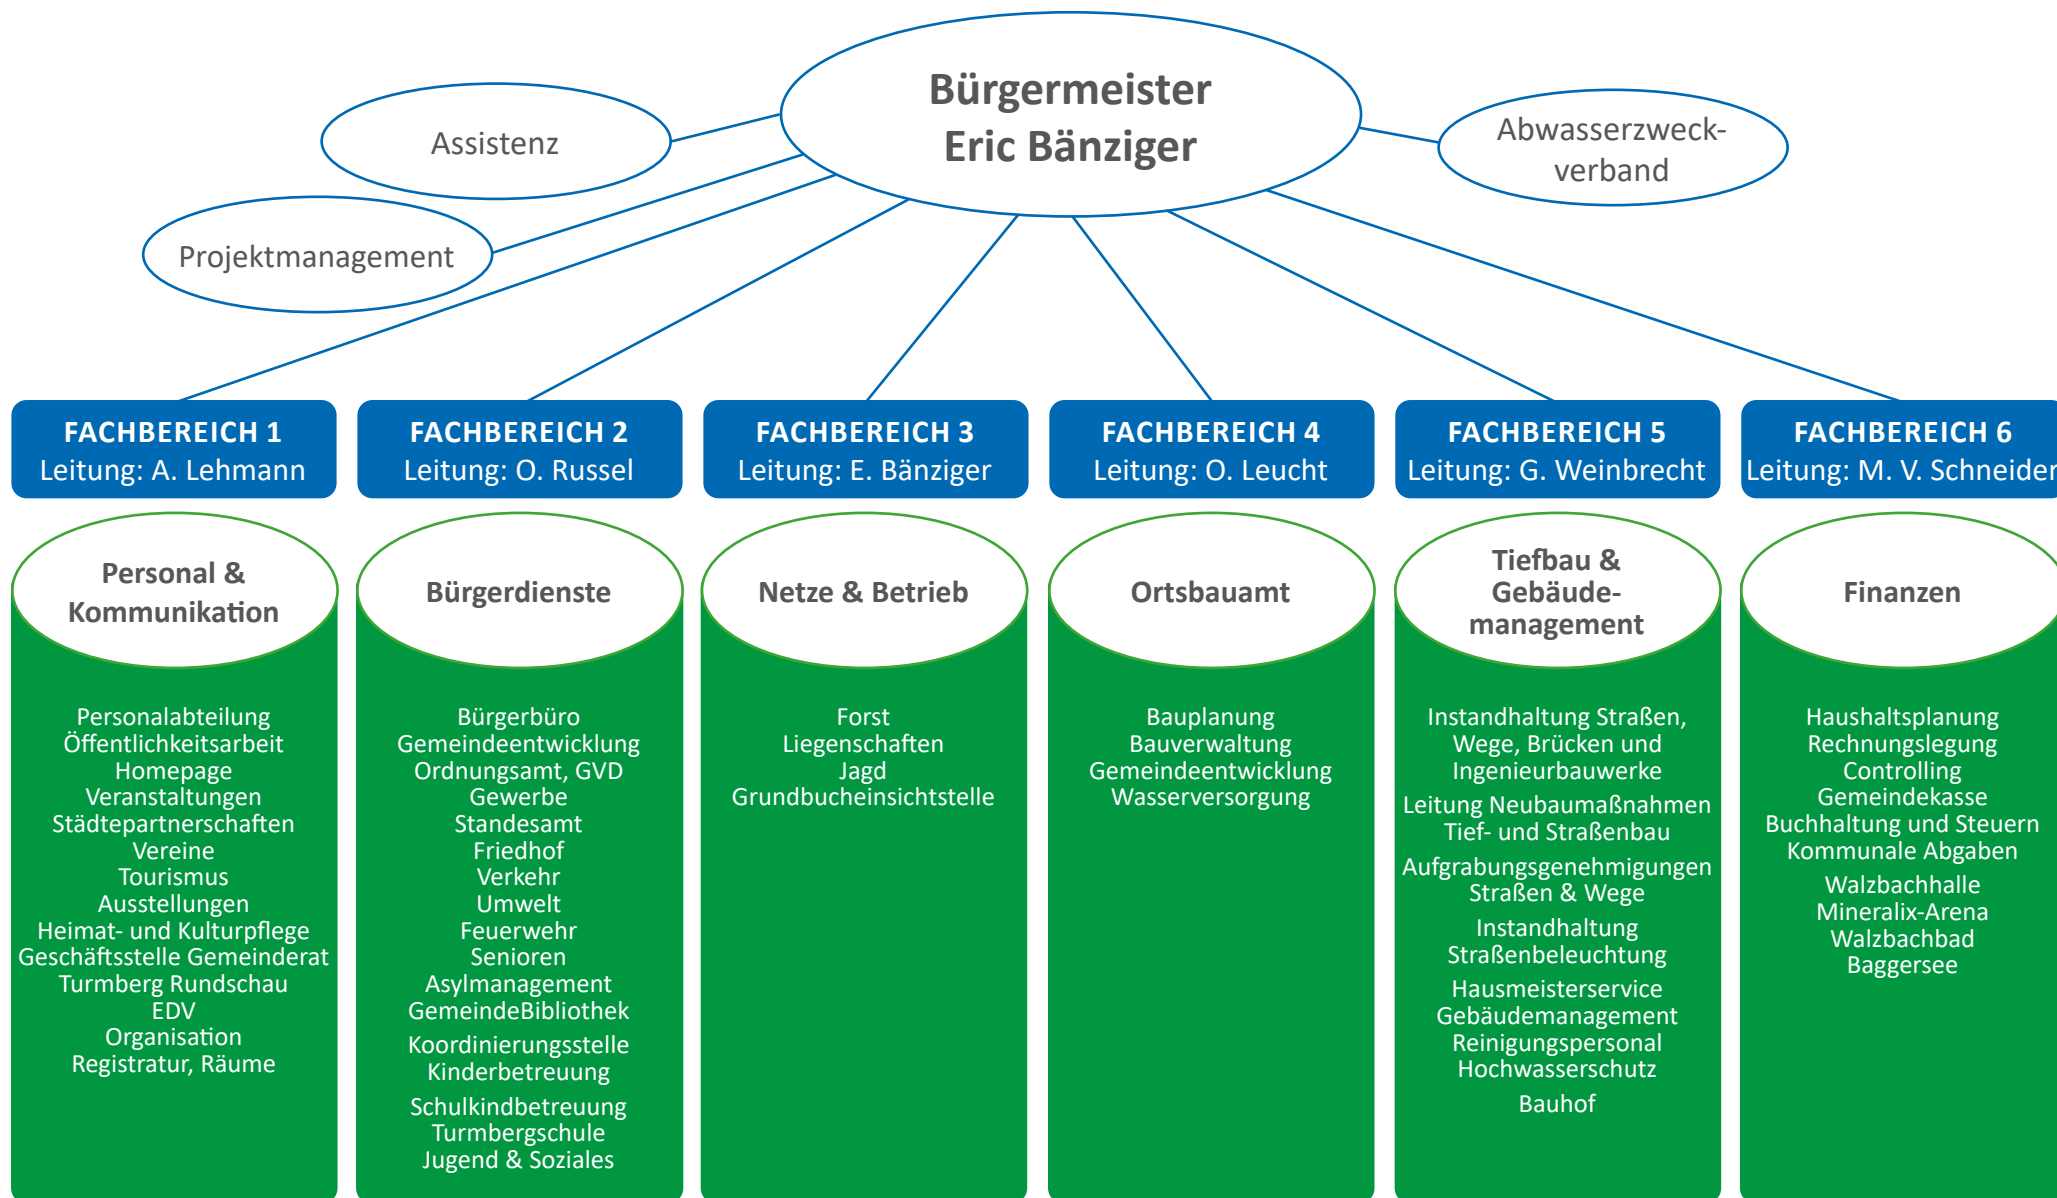 Bürgermeister
Eric Bänziger
Assistenz
Abwasserzweck-
verband
Projektmanagement
FACHBEREICH 1
Leitung: A. Lehmann
Personal &
Kommunikation
Personalabteilung
Öffentlichkeitsarbeit
Homepage
Veranstaltungen
Städtepartnerschaften
Vereine
Tourismus
Ausstellungen
Heimat- und Kulturpflege
Geschäftsstelle Gemeinderat
Turmberg Rundschau
EDV
Organisation
Registratur, Räume
FACHBEREICH 2
Leitung: O. Russel
Bürgerdienste
Bürgerbüro
Gemeindeentwicklung
Ordnungsamt, GVD
Gewerbe
Standesamt
Friedhof
Verkehr
Umwelt
Feuerwehr
Senioren
Asylmanagement
GemeindeBibliothek
Koordinierungsstelle
Kinderbetreuung
Schulkindbetreuung
Turmbergschule
Jugend & Soziales
FACHBEREICH 3
Leitung: E. Bänziger
Netze & Betrieb
Forst
Liegenschaften
Jagd
Grundbucheinsichtstelle
FACHBEREICH 4
Leitung: O. Leucht
Ortsbauamt
Bauplanung
Bauverwaltung
Gemeindeentwicklung
Wasserversorgung
FACHBEREICH 5
Leitung: G. Weinbrecht
Tiefbau &
Gebäude-
management
Instandhaltung Straßen,
Wege, Brücken und
Ingenieurbauwerke
Leitung Neubaumaßnahmen
Tief- und Straßenbau
Aufgrabungsgenehmigungen
Straßen & Wege
Instandhaltung
Straßenbeleuchtung
Hausmeisterservice
Gebäudemanagement
Reinigungspersonal
Hochwasserschutz
Bauhof
FACHBEREICH 6
Leitung: M. V. Schneider
Finanzen
Haushaltsplanung
Rechnungslegung
Controlling
Gemeindekasse
Buchhaltung und Steuern
Kommunale Abgaben
Walzbachhalle
Mineralix-Arena
Walzbachbad
Baggersee